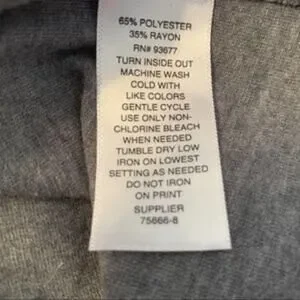 65% POLYESTER
35% RAYON
RN# 93677
TURN INSIDE OUT
MACHINE WASH
COLD WITH
LIKE COLORS
GENTLE CYCLE
USE ONLY NON-
CHLORINE BLEACH
WHEN NEEDED
TUMBLE DRY LOW
IRON ON LOWEST
SETTING AS NEEDED
DO NOT IRON
ON PRINT
SUPPLIER
75666-8